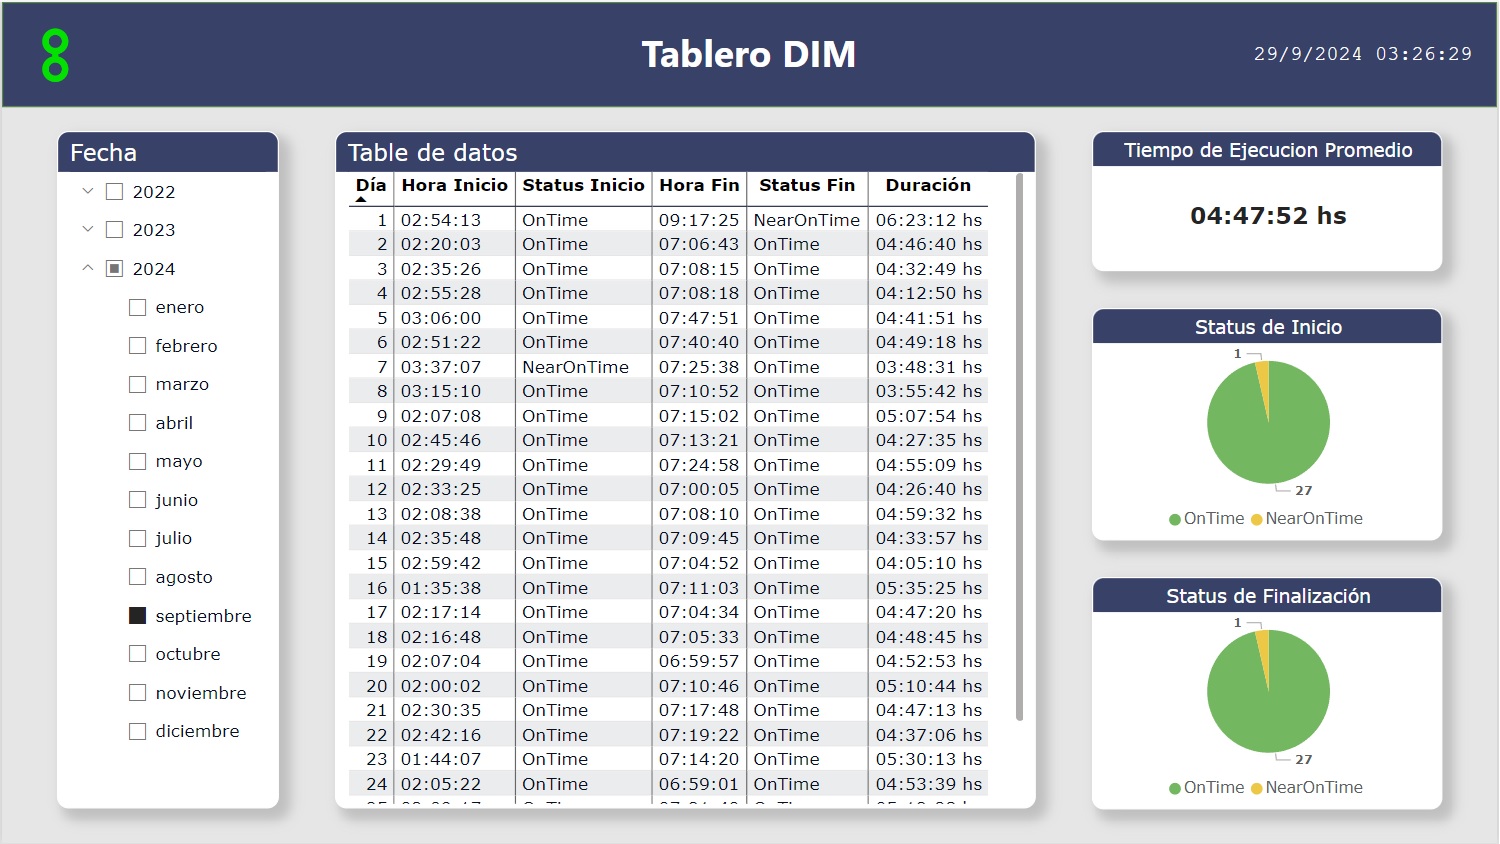 Tablero DIM
29/9/2024 03:26:29
Fecha
2022
2023
2024
enero
febrero
marzo
abril
mayo
junio
julio
agosto
septiembre
octubre
noviembre
diciembre
Table de datos
Día Hora Inicio Status Inicio Hora Fin Status Fin Duración
1 02:54:13 OnTime 09:17:25 NearOnTime 06:23:12 hs
2 02:20:03 OnTime 07:06:43 OnTime 04:46:40 hs
3 02:35:26 OnTime 07:08:15 OnTime 04:32:49 hs
4 02:55:28 OnTime 07:08:18 OnTime 04:12:50 hs
5 03:06:00 OnTime 07:47:51 OnTime 04:41:51 hs
6 02:51:22 OnTime 07:40:40 OnTime 04:49:18 hs
7 03:37:07 NearOnTime 07:25:38 OnTime 03:48:31 hs
8 03:15:10 OnTime 07:10:52 OnTime 03:55:42 hs
9 02:07:08 OnTime 07:15:02 OnTime 05:07:54 hs
10 02:45:46 OnTime 07:13:21 OnTime 04:27:35 hs
11 02:29:49 OnTime 07:24:58 OnTime 04:55:09 hs
12 02:33:25 OnTime 07:00:05 OnTime 04:26:40 hs
13 02:08:38 OnTime 07:08:10 OnTime 04:59:32 hs
14 02:35:48 OnTime 07:09:45 OnTime 04:33:57 hs
15 02:59:42 OnTime 07:04:52 OnTime 04:05:10 hs
16 01:35:38 OnTime 07:11:03 OnTime 05:35:25 hs
17 02:17:14 OnTime 07:04:34 OnTime 04:47:20 hs
18 02:16:48 OnTime 07:05:33 OnTime 04:48:45 hs
19 02:07:04 OnTime 06:59:57 OnTime 04:52:53 hs
20 02:00:02 OnTime 07:10:46 OnTime 05:10:44 hs
21 02:30:35 OnTime 07:17:48 OnTime 04:47:13 hs
22 02:42:16 OnTime 07:19:22 OnTime 04:37:06 hs
23 01:44:07 OnTime 07:14:20 OnTime 05:30:13 hs
24 02:05:22 OnTime 06:59:01 OnTime 04:53:39 hs
Tiempo de Ejecucion Promedio
04:47:52 hs
Status de Inicio
1
27
OnTime NearOnTime
Status de Finalización
1
27
OnTime NearOnTime